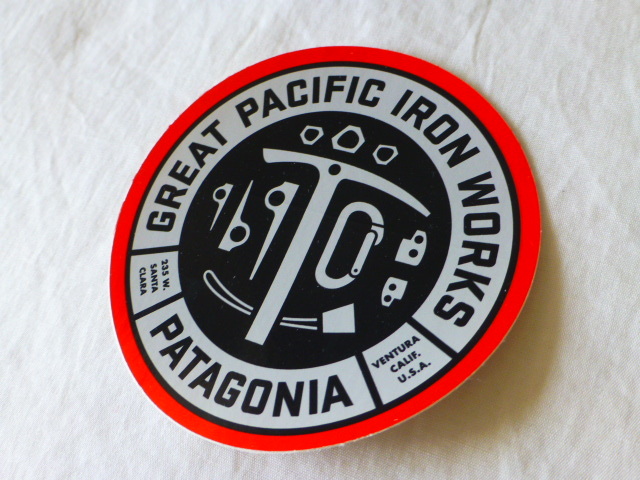 GREAT PACIFIC IRON WORKS
235 W.
SANTA
CLARA
PATAGONIA
VENTURA
CALIF.
U.S.A.